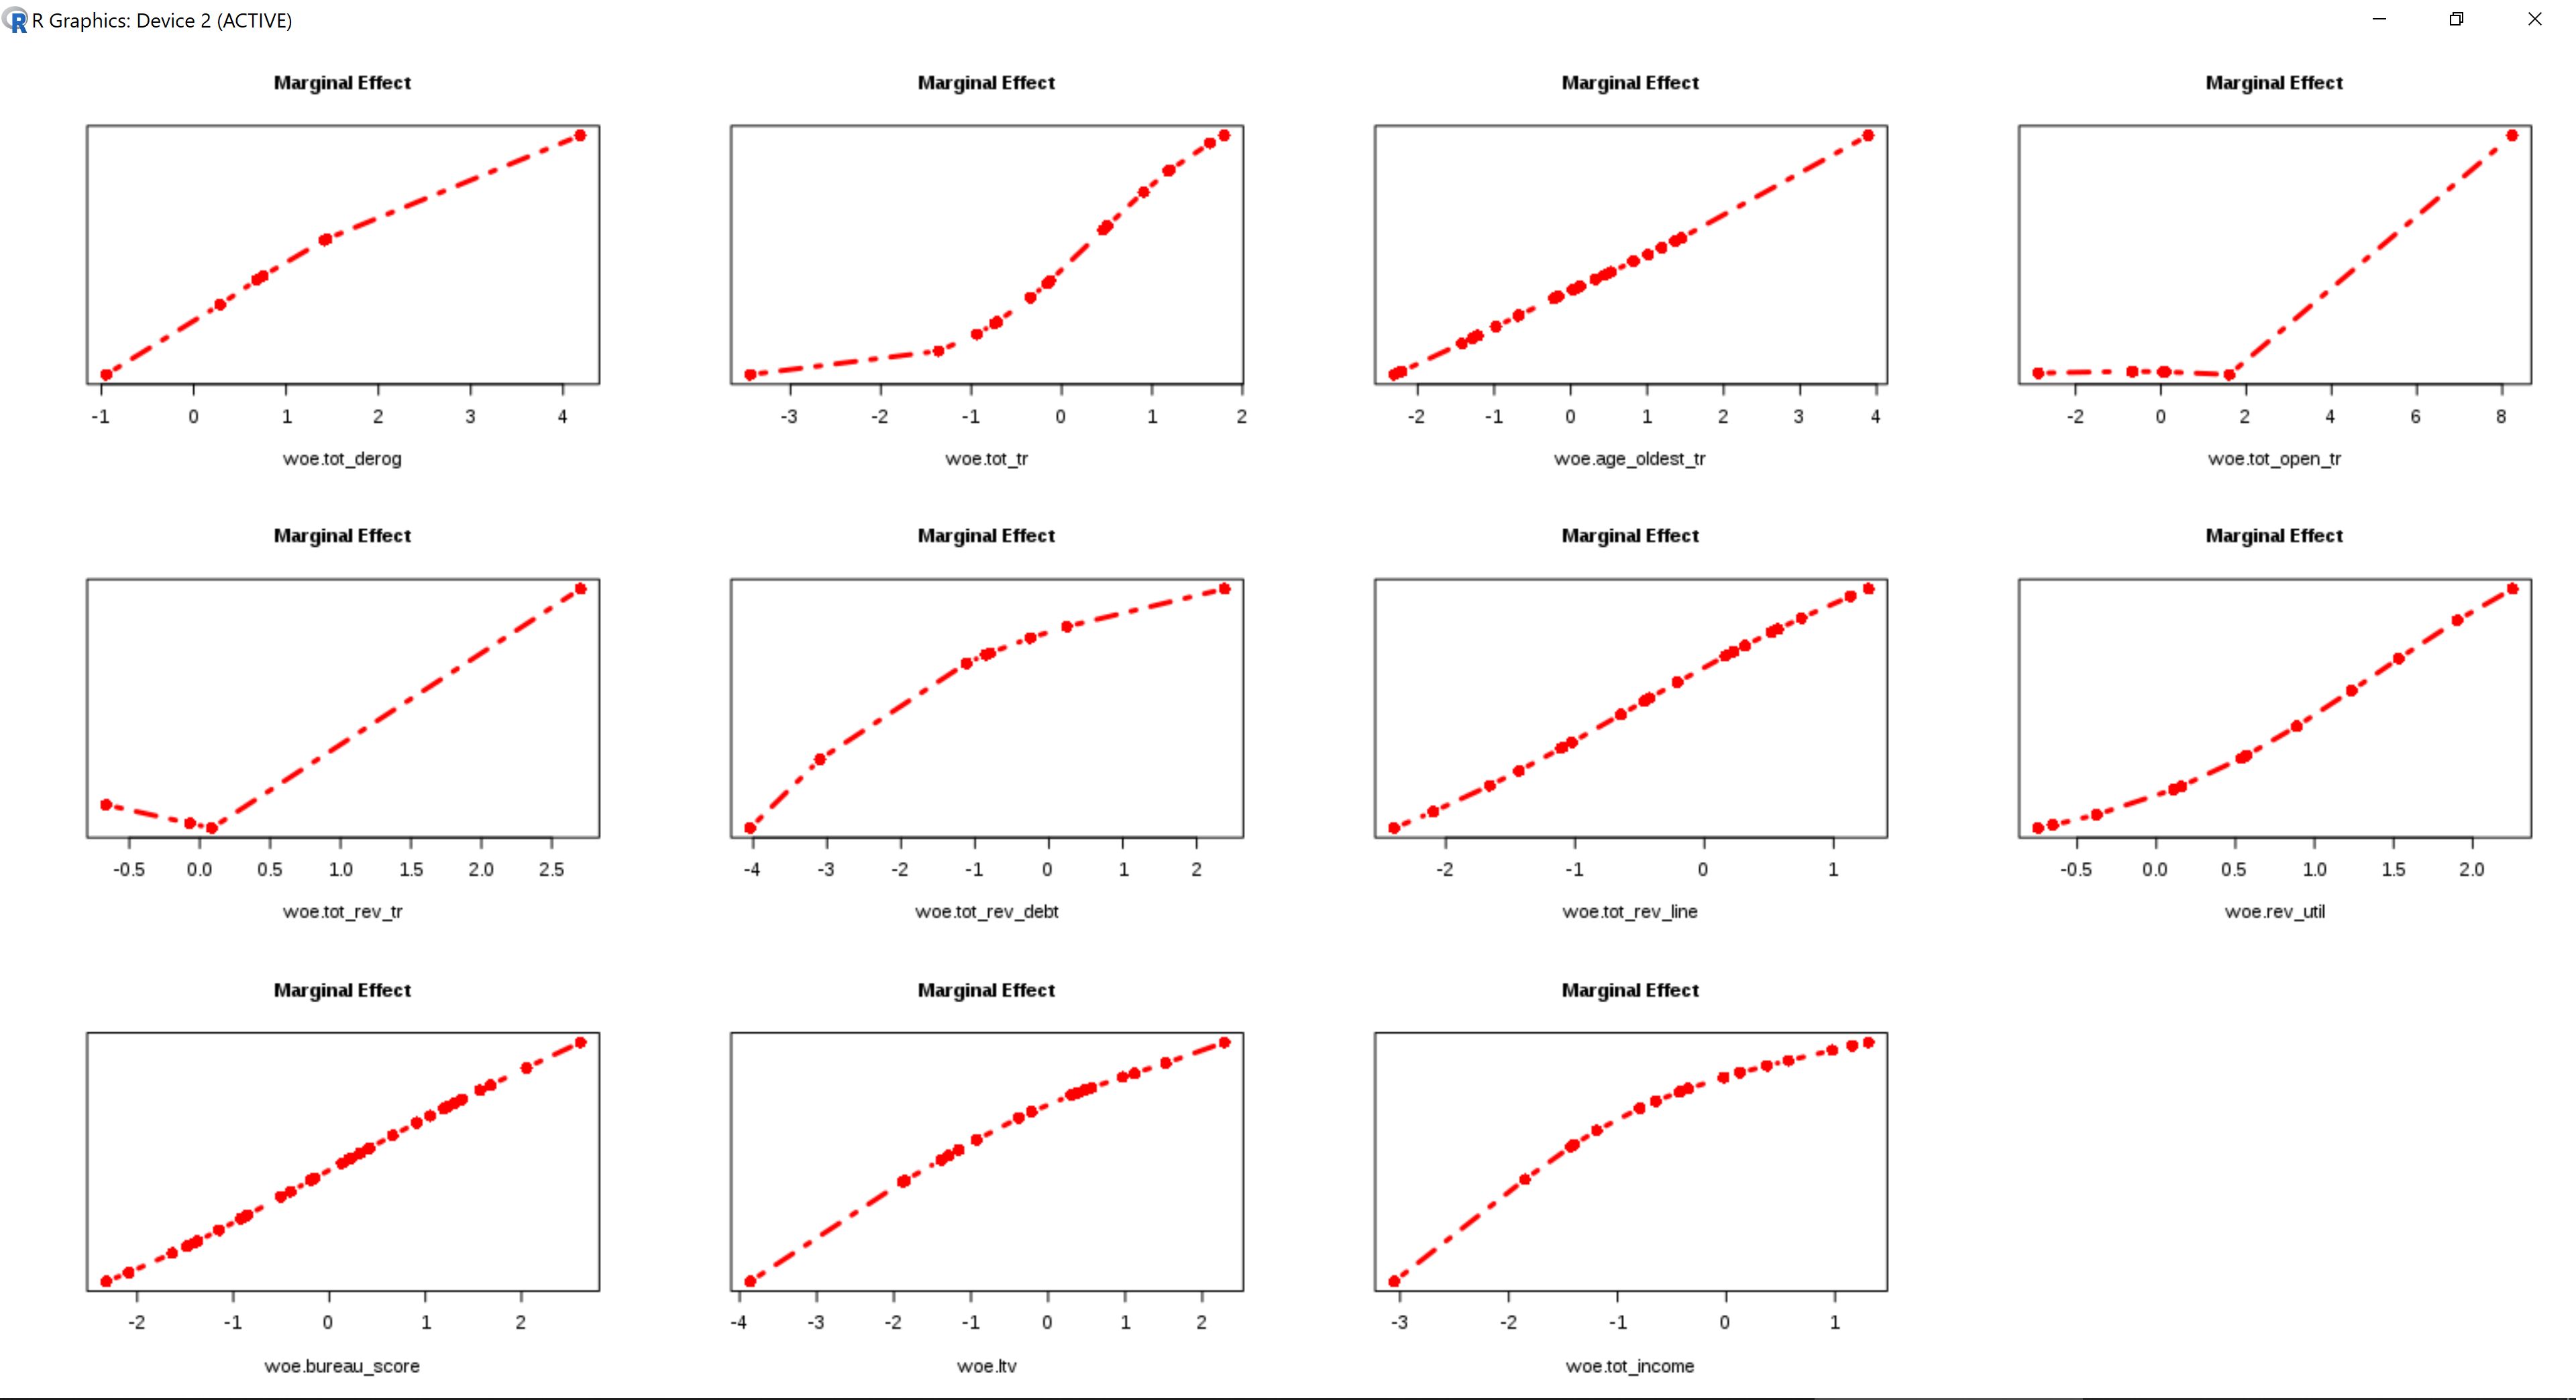 R Graphics: Device 2 (ACTIVE)
Marginal Effect Marginal Effect Marginal Effect Marginal Effect
-1 0 1 2 3 4 -3 -2 -1 0 1 2 -2 -1 0 1 2 3 4 -2 0 2 4 6 8
woe.tot_derog woe.tot_tr woe.age_oldest_tr woe.tot_open_tr
Marginal Effect Marginal Effect Marginal Effect Marginal Effect
-0.5 0.0 0.5 1.0 1.5 2.0 2.5 -4 -3 -2 -1 0 1 2 -2 -1 0 1 -0.5 0.0 0.5 1.0 1.5 2.0
woe.tot_rev_tr woe.tot_rev_debt woe.tot_rev_line woe.rev_util
Marginal Effect Marginal Effect Marginal Effect
-2 -1 0 1 2 -4 -3 -2 -1 0 1 2 -3 -2 -1 0 1
woe.bureau_score woe.ltv woe.tot_income